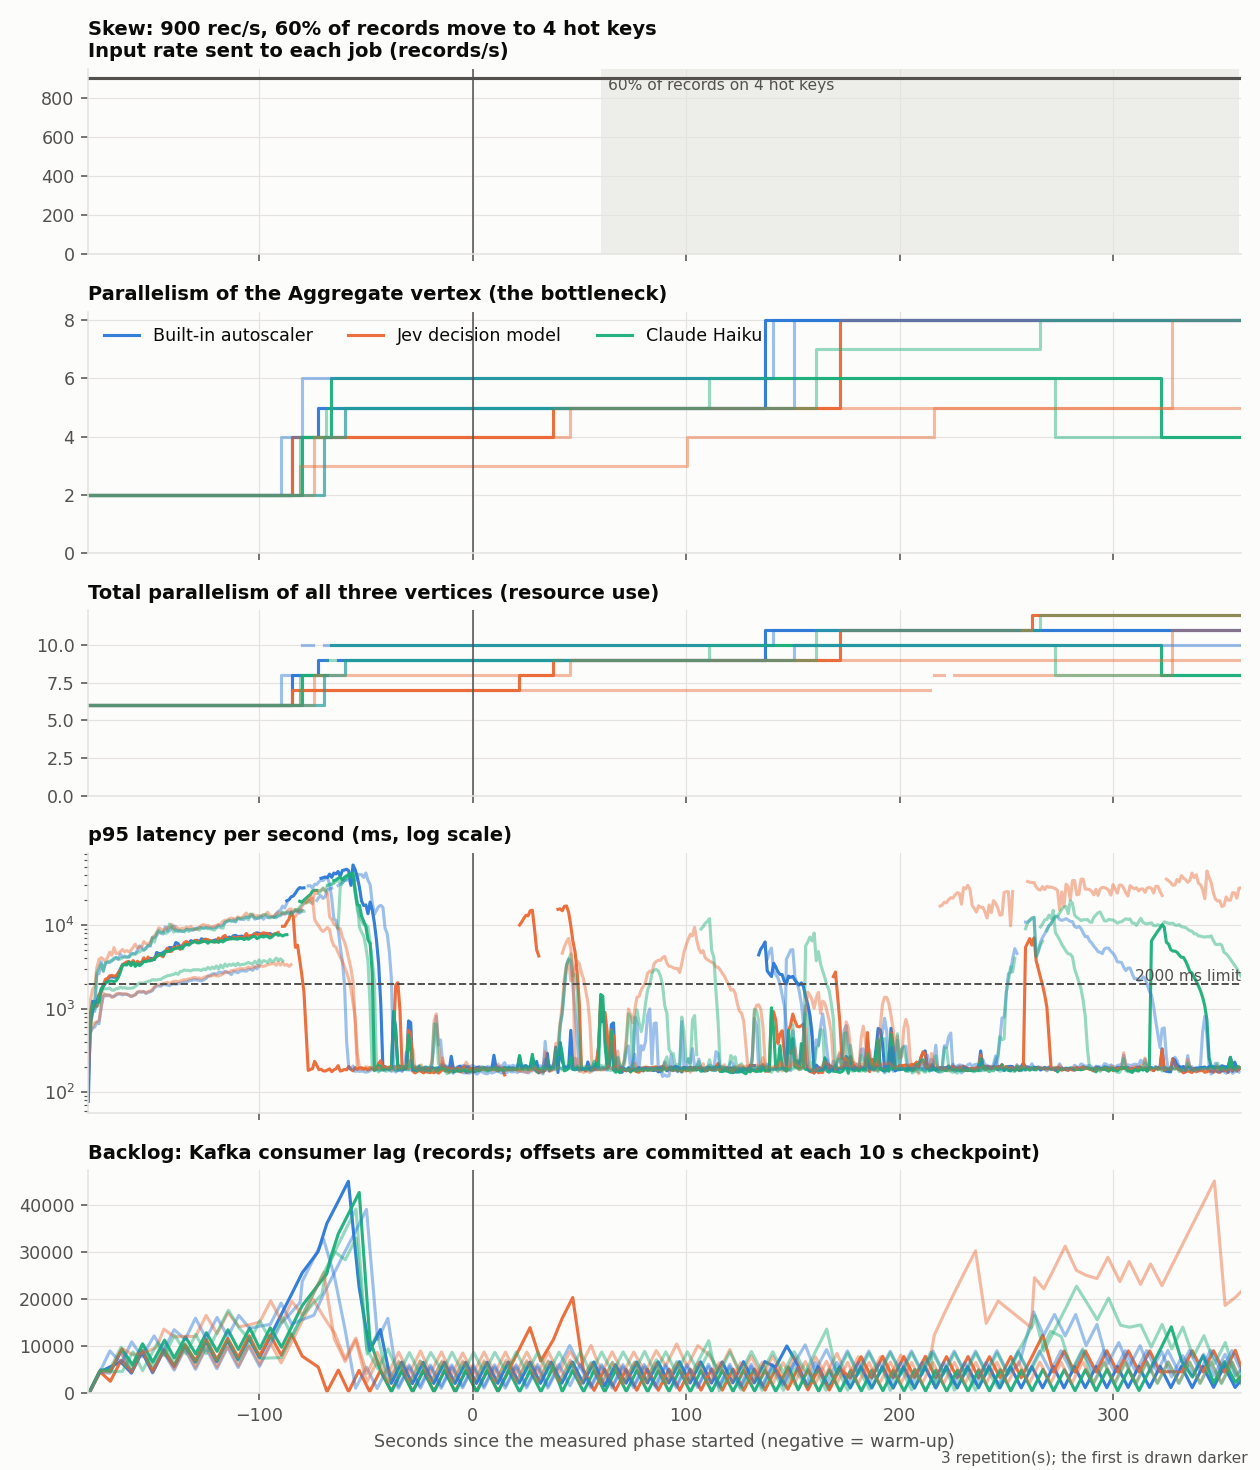 Skew: 900 rec/s, 60% of records move to 4 hot keys
Input rate sent to each job (records/s)
60% of records on 4 hot keys
800
600
400
200
0
Parallelism of the Aggregate vertex (the bottleneck)
8
Built-in autoscaler
Jev decision model
Claude Haiku
6
4
2
0
Total parallelism of all three vertices (resource use)
10.0
7.5
5.0
2.5
0.0
p95 latency per second (ms, log scale)
10⁴
2000 ms limit
10³
10²
Backlog: Kafka consumer lag (records; offsets are committed at each 10 s checkpoint)
40000
30000
20000
10000
0
−100 0 100 200 300
Seconds since the measured phase started (negative = warm-up)
3 repetition(s); the first is drawn darker